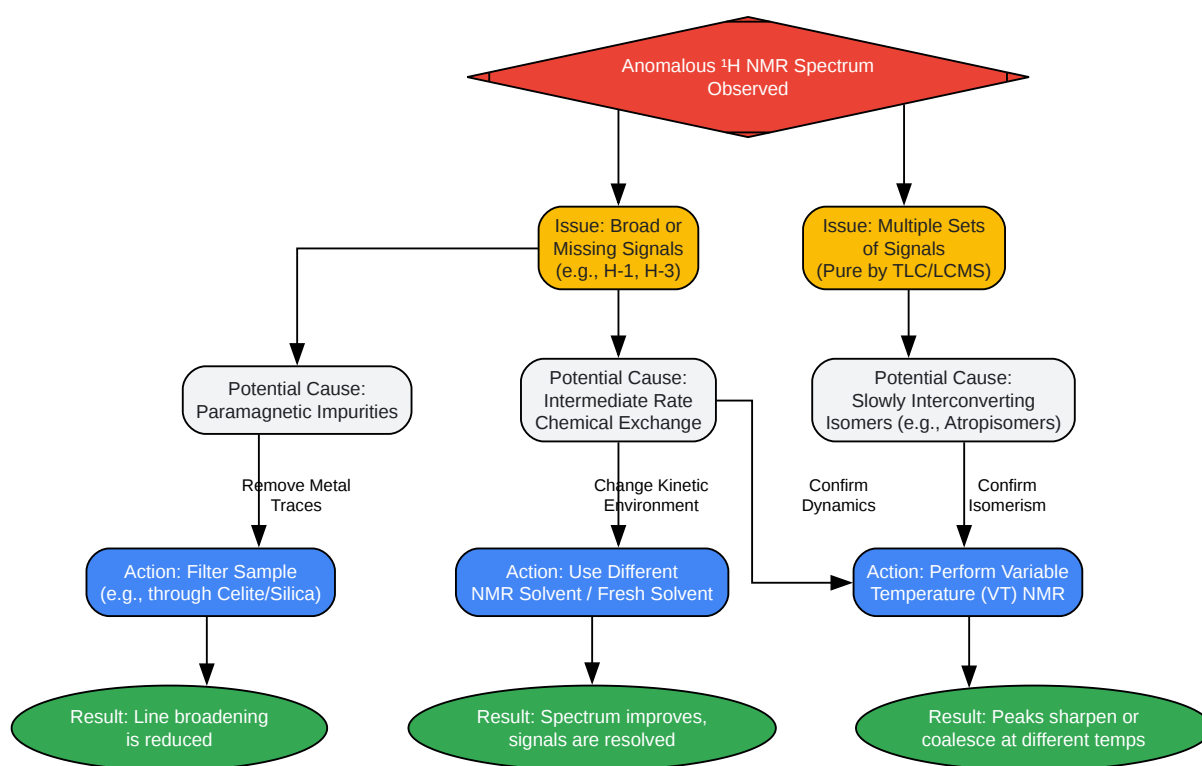 Anomalous ¹H NMR Spectrum
Observed
Issue: Broad or
Missing Signals
(e.g., H-1, H-3)
Issue: Multiple Sets
of Signals
(Pure by TLC/LCMS)
Potential Cause:
Paramagnetic Impurities
Potential Cause:
Intermediate Rate
Chemical Exchange
Potential Cause:
Slowly Interconverting
Isomers (e.g., Atropisomers)
Remove Metal
Traces
Change Kinetic
Environment
Confirm
Dynamics
Confirm
Isomerism
Action: Filter Sample
(e.g., through Celite/Silica)
Action: Use Different
NMR Solvent / Fresh Solvent
Action: Perform Variable
Temperature (VT) NMR
Result: Line broadening
is reduced
Result: Spectrum improves,
signals are resolved
Result: Peaks sharpen or
coalesce at different temps